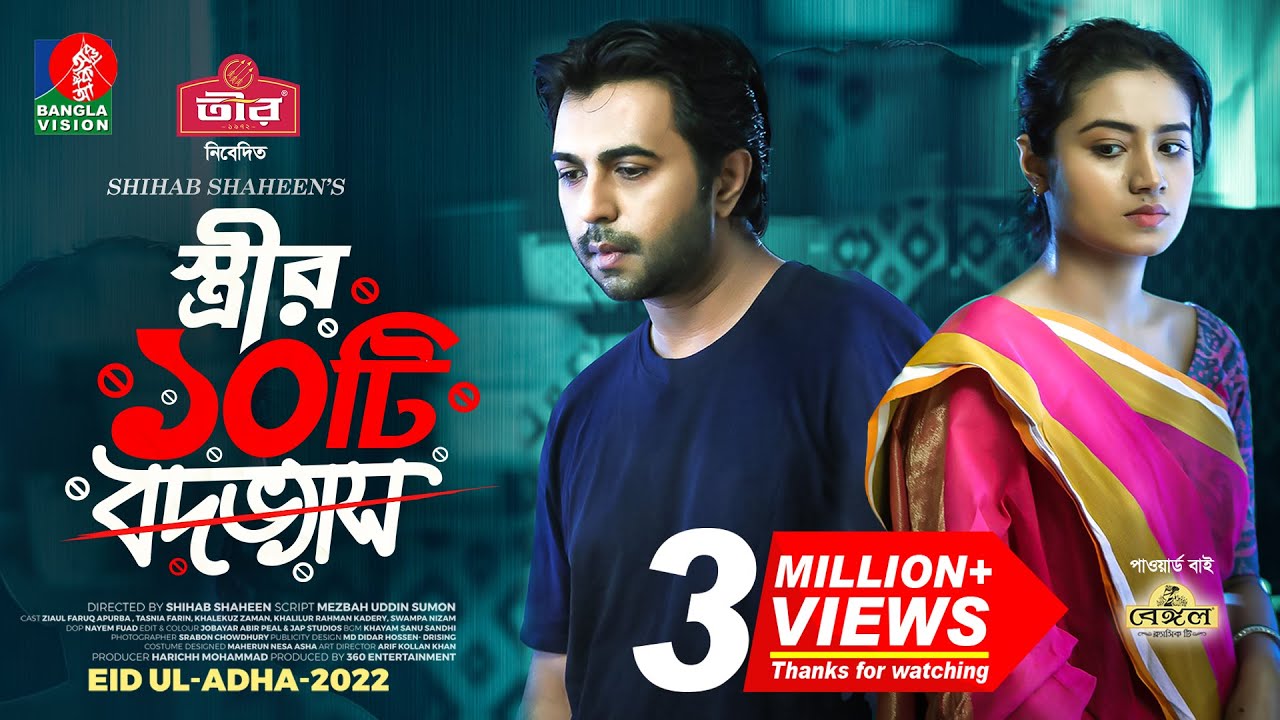 BANGLA
VISION
তীর
১৯৭২
নিবেদিত
SHIHAB SHAHEEN'S
স্ত্রীর
১০টি
বদভ্যাস
DIRECTED BY SHIHAB SHAHEEN SCRIPT MEZBAH UDDIN SUMON
CAST ZIAUL FARUQ APURBA , TASNIA FARIN, KHALEKUZ ZAMAN, KHALILUR RAHMAN KADERY, SWAMPA NIZAM
DOP NAYEM FUAD EDIT & COLOUR JOBAYAR ABIR PEAL & JAP STUDIOS BGM KHAYAM SANU SANDHI
PHOTOGRAPHER SRABON CHOWDHURY PUBLICITY DESIGN MD DIDAR HOSSEN- DRISING
COSTUME DESIGNED MAHERUN NESA ASHA ART DIRECTOR ARIF KOLLAN KHAN
PRODUCER HARICHH MOHAMMAD PRODUCED BY 360 ENTERTAINMENT
EID UL-ADHA-2022
3 MILLION+
VIEWS
Thanks for watching
পাওয়ার্ড বাই
বেঙ্গল
ক্ল্যাসিক টি